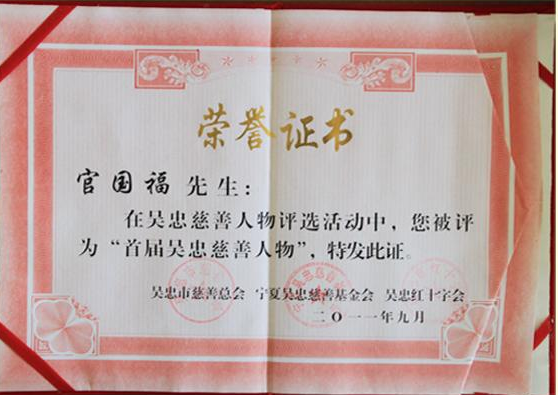 荣誉证书
官国福 先生：
在吴忠慈善人物评选活动中，您被评
为“首届吴忠慈善人物”，特发此证。
吴忠市慈善总会 宁夏吴忠慈善基金会 吴忠红十字会
二〇一一年九月